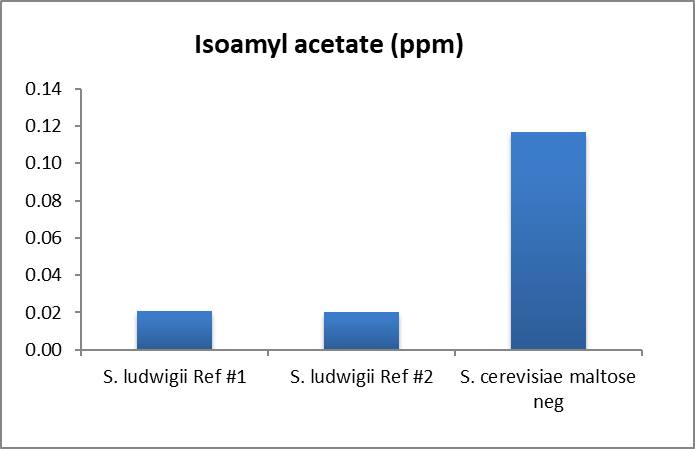 Isoamyl acetate (ppm)
0.14
0.12
0.10
0.08
0.06
0.04
0.02
0.00
S. ludwigii Ref #1
S. ludwigii Ref #2
S. cerevisiae maltose
neg